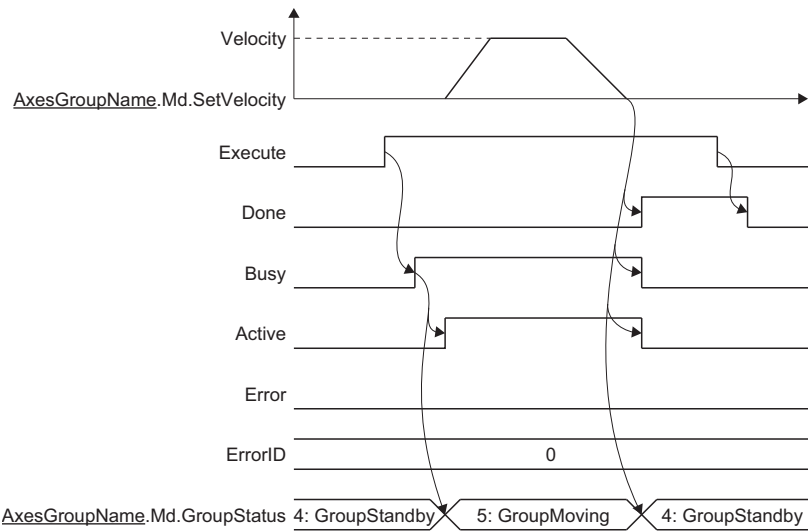 Velocity
AxesGroupName.Md.SetVelocity
Execute
Done
Busy
Active
Error
ErrorID 0
AxesGroupName.Md.GroupStatus 4: GroupStandby 5: GroupMoving 4: GroupStandby